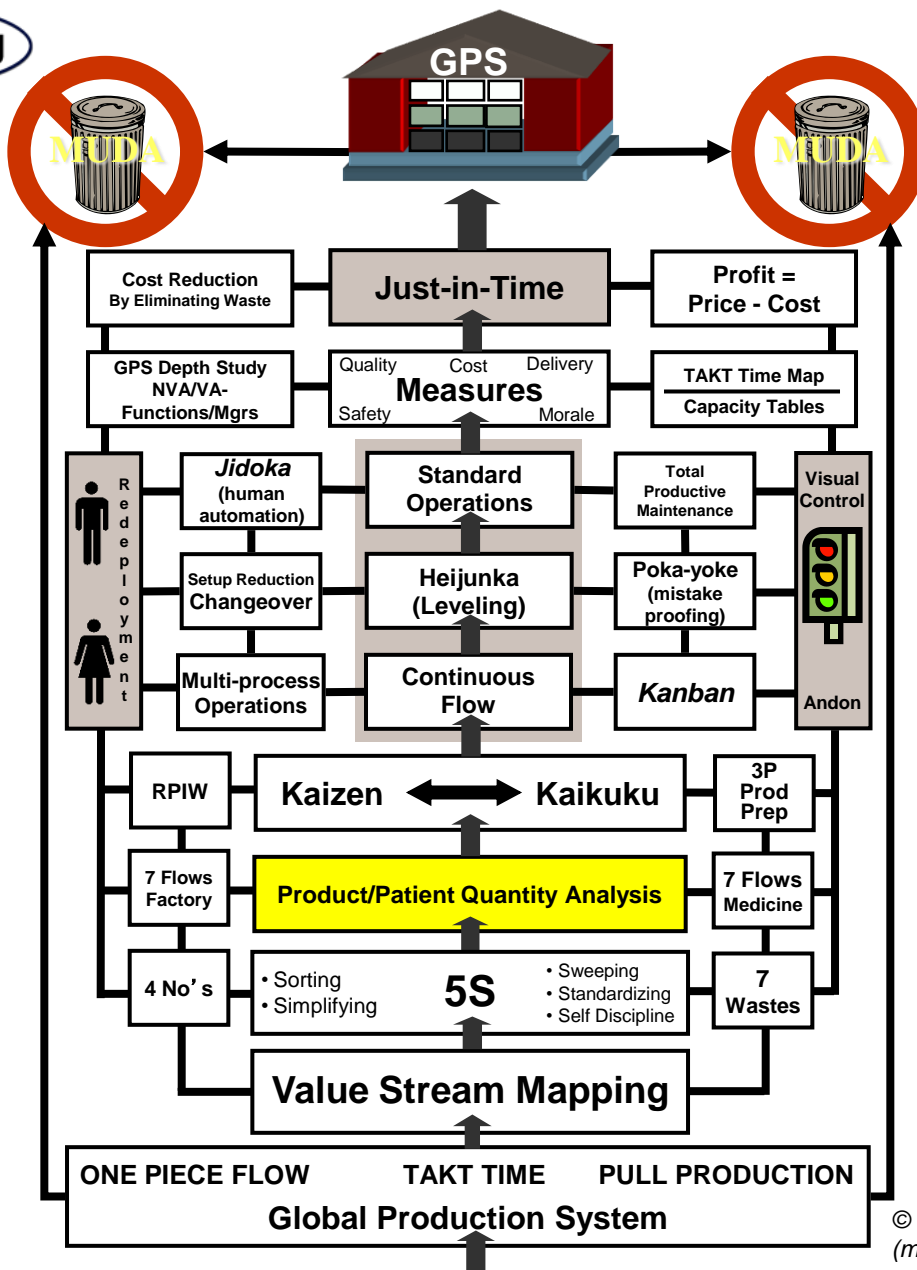 GPS
MUDA
MUDA
Cost Reduction
By Eliminating Waste
Just-in-Time
Profit =
Price - Cost
GPS Depth Study
NVA/VA-
Functions/Mgrs
Quality Cost Delivery
Measures
Safety Morale
TAKT Time Map
Capacity Tables
Redeployment
Jidoka
(human
automation)
Standard
Operations
Total
Productive
Maintenance
Visual
Control
Setup Reduction
Changeover
Heijunka
(Leveling)
Poka-yoke
(mistake
proofing)
Multi-process
Operations
Continuous
Flow
Kanban
Andon
RPIW
Kaizen Kaikuku
3P
Prod
Prep
7 Flows
Factory
Product/Patient Quantity Analysis
7 Flows
Medicine
4 No's
• Sorting
• Simplifying
5S
• Sweeping
• Standardizing
• Self Discipline
7
Wastes
Value Stream Mapping
ONE PIECE FLOW TAKT TIME PULL PRODUCTION
Global Production System
©
(m